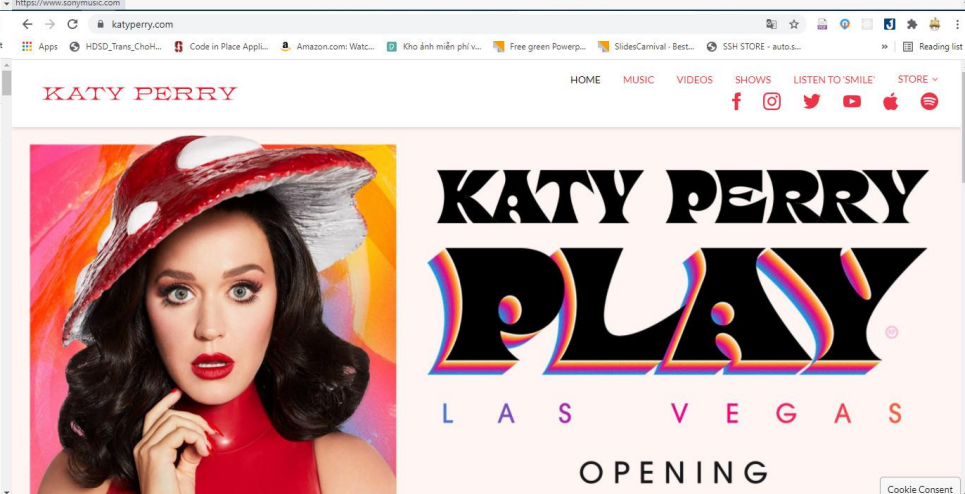 https://www.sonymusic.com
katyperry.com
Apps HDSD_Trans_ChoH... Code in Place Appli... Amazon.com: Watc... Kho ảnh miễn phí v... Free green Powerp... SlidesCarnival - Best... SSH STORE - auto.s... » Reading list
HOME MUSIC VIDEOS SHOWS LISTEN TO 'SMILE' STORE
KATY PERRY
KATY PERRY
PLAY
LAS VEGAS
OPENING
Cookie Consent